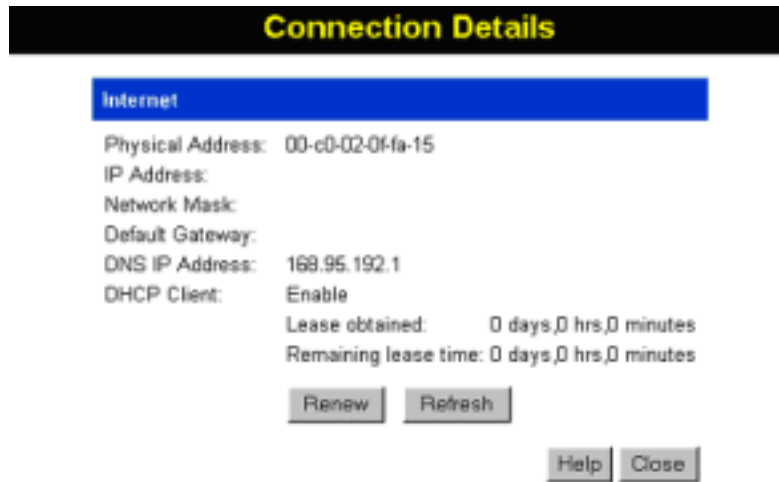 Connection Details
Internet
Physical Address: 00-c0-02-0f-fa-15
IP Address:
Network Mask:
Default Gateway:
DNS IP Address: 168.95.192.1
DHCP Client: Enable
Lease obtained: 0 days,0 hrs,0 minutes
Remaining lease time: 0 days,0 hrs,0 minutes
Renew Refresh
Help Close